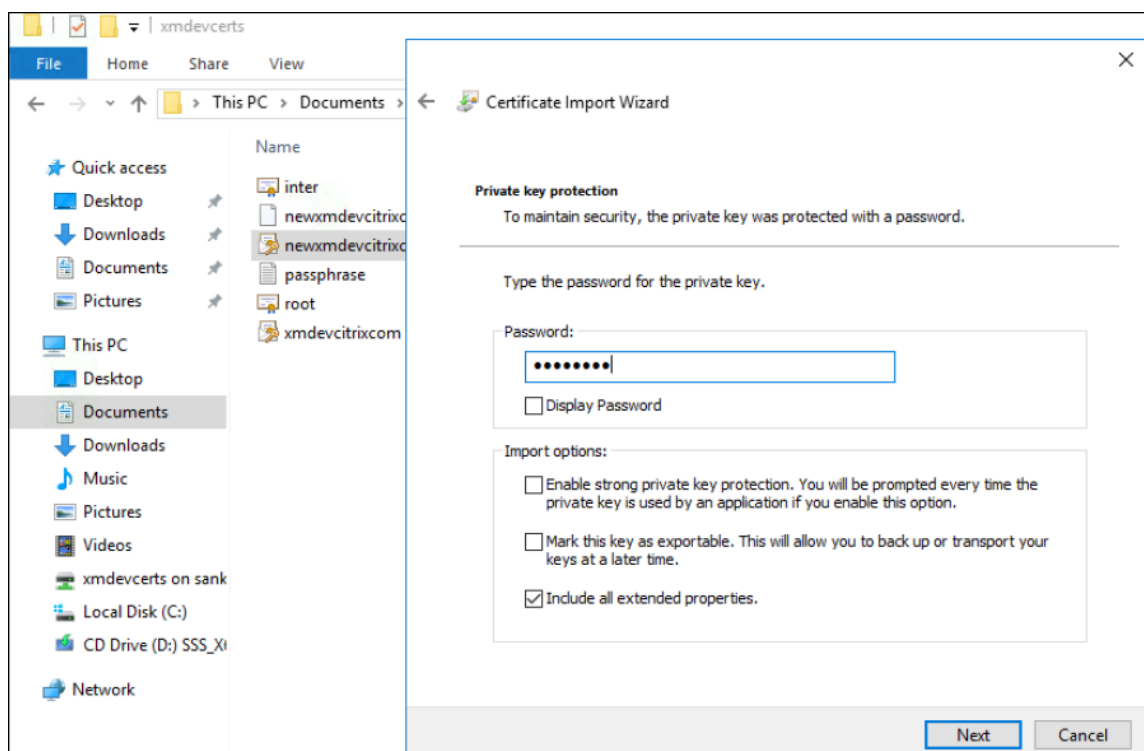 xmdevcerts
File Home Share View
This PC > Documents >
Name
Quick access
Desktop
Downloads
Documents
Pictures
This PC
Desktop
Documents
Downloads
Music
Pictures
Videos
xmdevcerts on sank
Local Disk (C:)
CD Drive (D:) SSS_X
Network
inter
newxmdevcitrixc
newxmdevcitrixc
passphrase
root
xmdevcitrixcom
Certificate Import Wizard
Private key protection
To maintain security, the private key was protected with a password.
Type the password for the private key.
Password:
••••••••
Display Password
Import options:
Enable strong private key protection. You will be prompted every time the
private key is used by an application if you enable this option.
Mark this key as exportable. This will allow you to back up or transport your
keys at a later time.
Include all extended properties.
Next Cancel